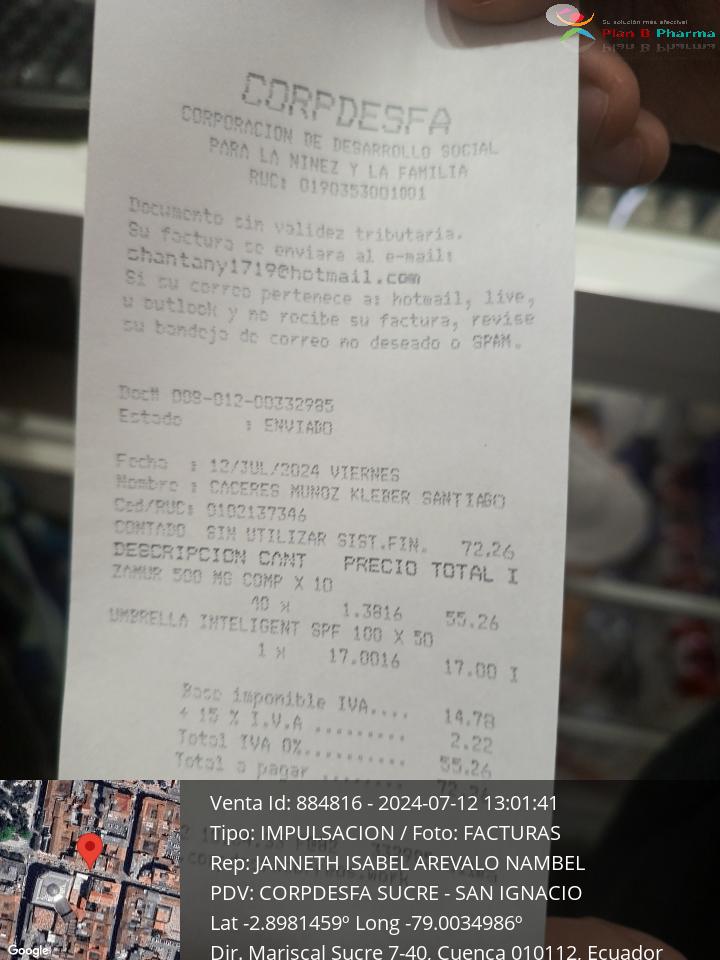 Su solución más efectiva!
Plan B Pharma
CORPDESFA
CORPORACION DE DESARROLLO SOCIAL
PARA LA NINEZ Y LA FAMILIA
RUC: 0190353001001
Documento sin validez tributaria.
Su factura se enviara al e-mail:
shantany1719@hotmail.com
Si su correo pertenece a: hotmail, live,
u outlook y no recibe su factura, revise
su bandeja de correo no deseado o SPAM.
Doc# 008-012-00332985
Estado : ENVIADO
Fecha : 12/JUL/2024 VIERNES
Nombre : CACERES MUNOZ KLEBER SANTIAGO
Ced/RUC: 0102137346
CONTADO SIN UTILIZAR SIST.FIN. 72.26
DESCRIPCION CANT PRECIO TOTAL I
ZAMUR 500 MG COMP X 10
40 x 1.3816 55.26
UMBRELLA INTELIGENT SPF 100 X 50
1 x 17.0016 17.00 I
Base imponible IVA.... 14.78
+ 15 % I.V.A ......... 2.22
Total IVA 0%.......... 55.26
Total a pagar ....... 72.26
Venta Id: 884816 - 2024-07-12 13:01:41
Tipo: IMPULSACION / Foto: FACTURAS
Rep: JANNETH ISABEL AREVALO NAMBEL
PDV: CORPDESFA SUCRE - SAN IGNACIO
Lat -2.8981459º Long -79.0034986º
Dir. Mariscal Sucre 7-40, Cuenca 010112, Ecuador
Google